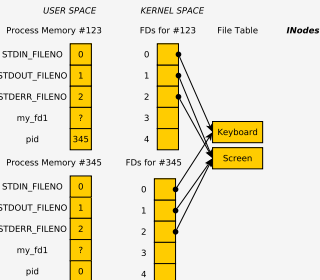 USER SPACE KERNEL SPACE
Process Memory #123 FDs for #123 File Table INodes
STDIN_FILENO 0 0
STDOUT_FILENO 1 1
STDERR_FILENO 2 2
my_fd1 ? 3
pid 345 4
Keyboard
Screen
Process Memory #345 FDs for #345
STDIN_FILENO 0 0
STDOUT_FILENO 1 1
STDERR_FILENO 2 2
my_fd1 ? 3
pid 0 4